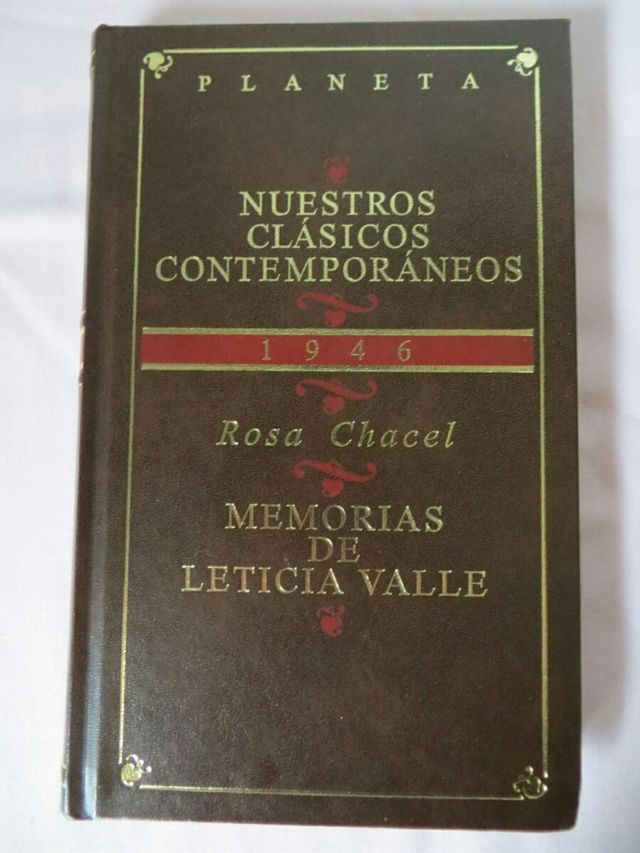 PLANETA
NUESTROS
CLÁSICOS
CONTEMPORÁNEOS
1946
Rosa Chacel
MEMORIAS
DE
LETICIA VALLE